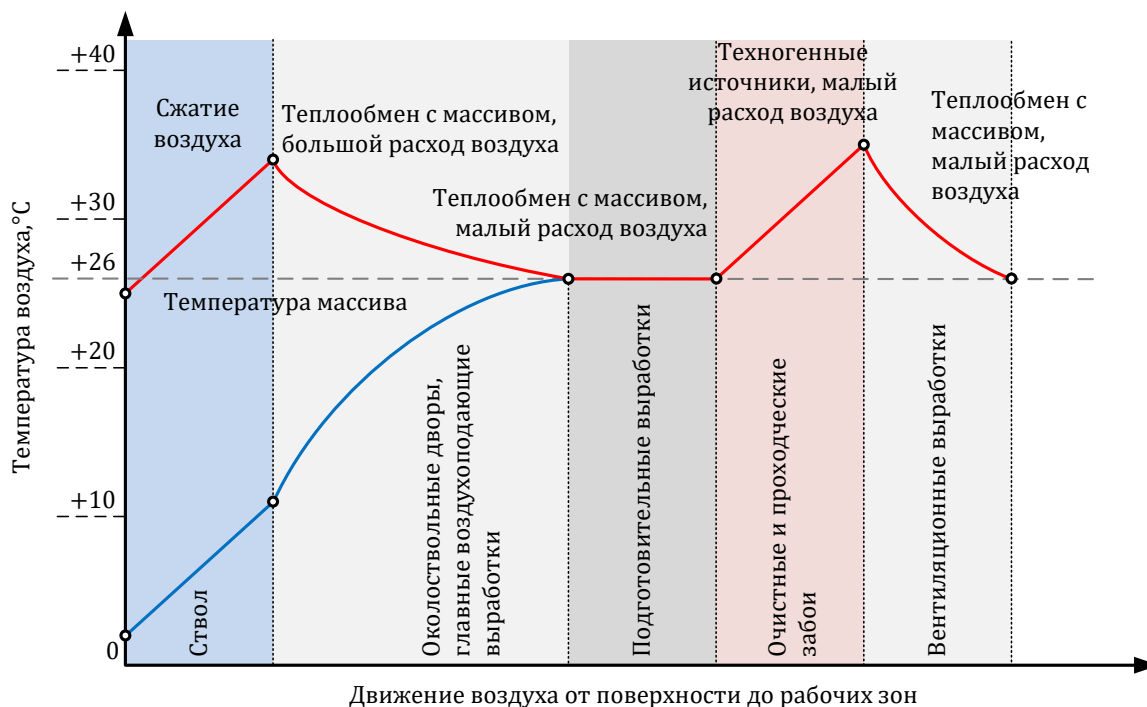 Температура воздуха,°С
+40
+30
+26
+20
+10
0
Сжатие
воздуха
Теплообмен с массивом,
большой расход воздуха
Теплообмен с массивом,
малый расход воздуха
Техногенные
источники, малый
расход воздуха
Теплообмен с
массивом,
малый расход
воздуха
Температура массива
Ствол
Околоствольные дворы,
главные воздухоподающие
выработки
Подготовительные выработки
Очистные и проходческие
забои
Вентиляционные выработки
Движение воздуха от поверхности до рабочих зон